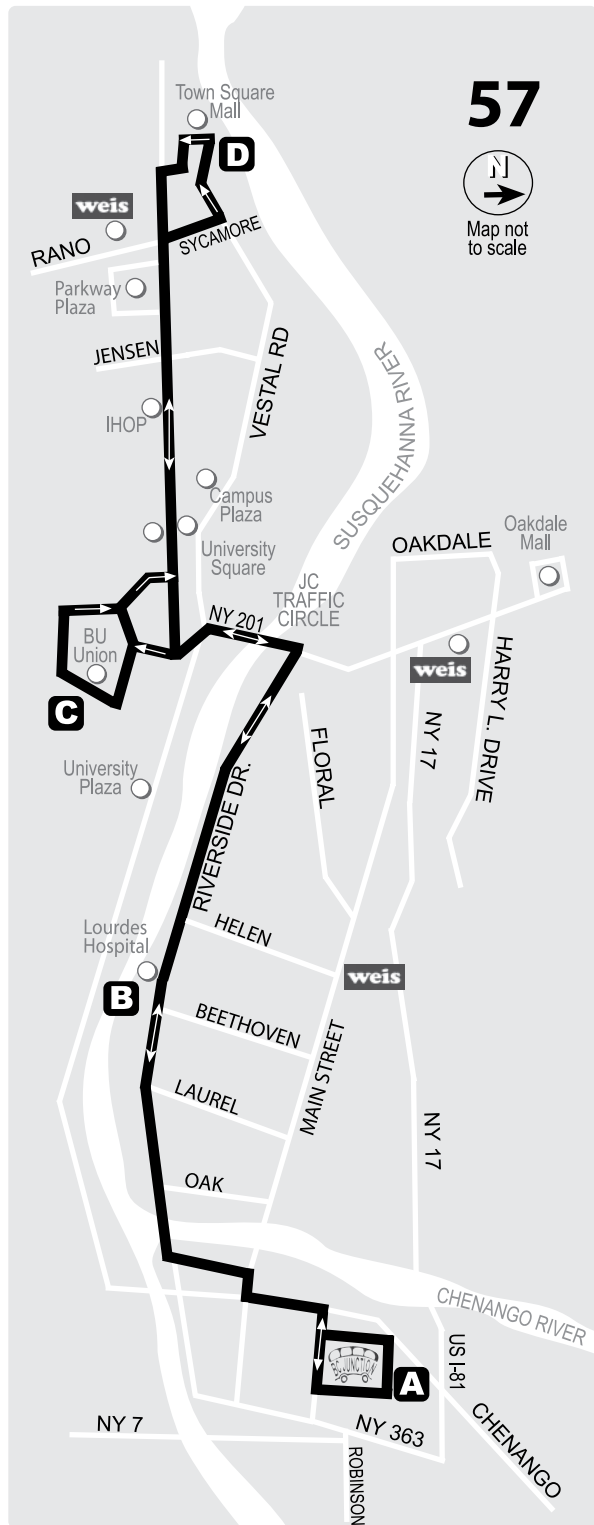 57
N
Map not
to scale
Town Square
Mall
D
weis
RANO
SYCAMORE
Parkway
Plaza
JENSEN
VESTAL RD
IHOP
SUSQUEHANNA RIVER
Campus
Plaza
University
Square
OAKDALE
Oakdale
Mall
JC
TRAFFIC
CIRCLE
NY 201
BU
Union
C
weis
HARRY L. DRIVE
NY 17
FLORAL
University
Plaza
RIVERSIDE DR.
HELEN
Lourdes
Hospital
B
weis
BEETHOVEN
MAIN STREET
LAUREL
NY 17
OAK
CHENANGO RIVER
US I-81
BC JUNCTION
A
CHENANGO
NY 7
NY 363
ROBINSON